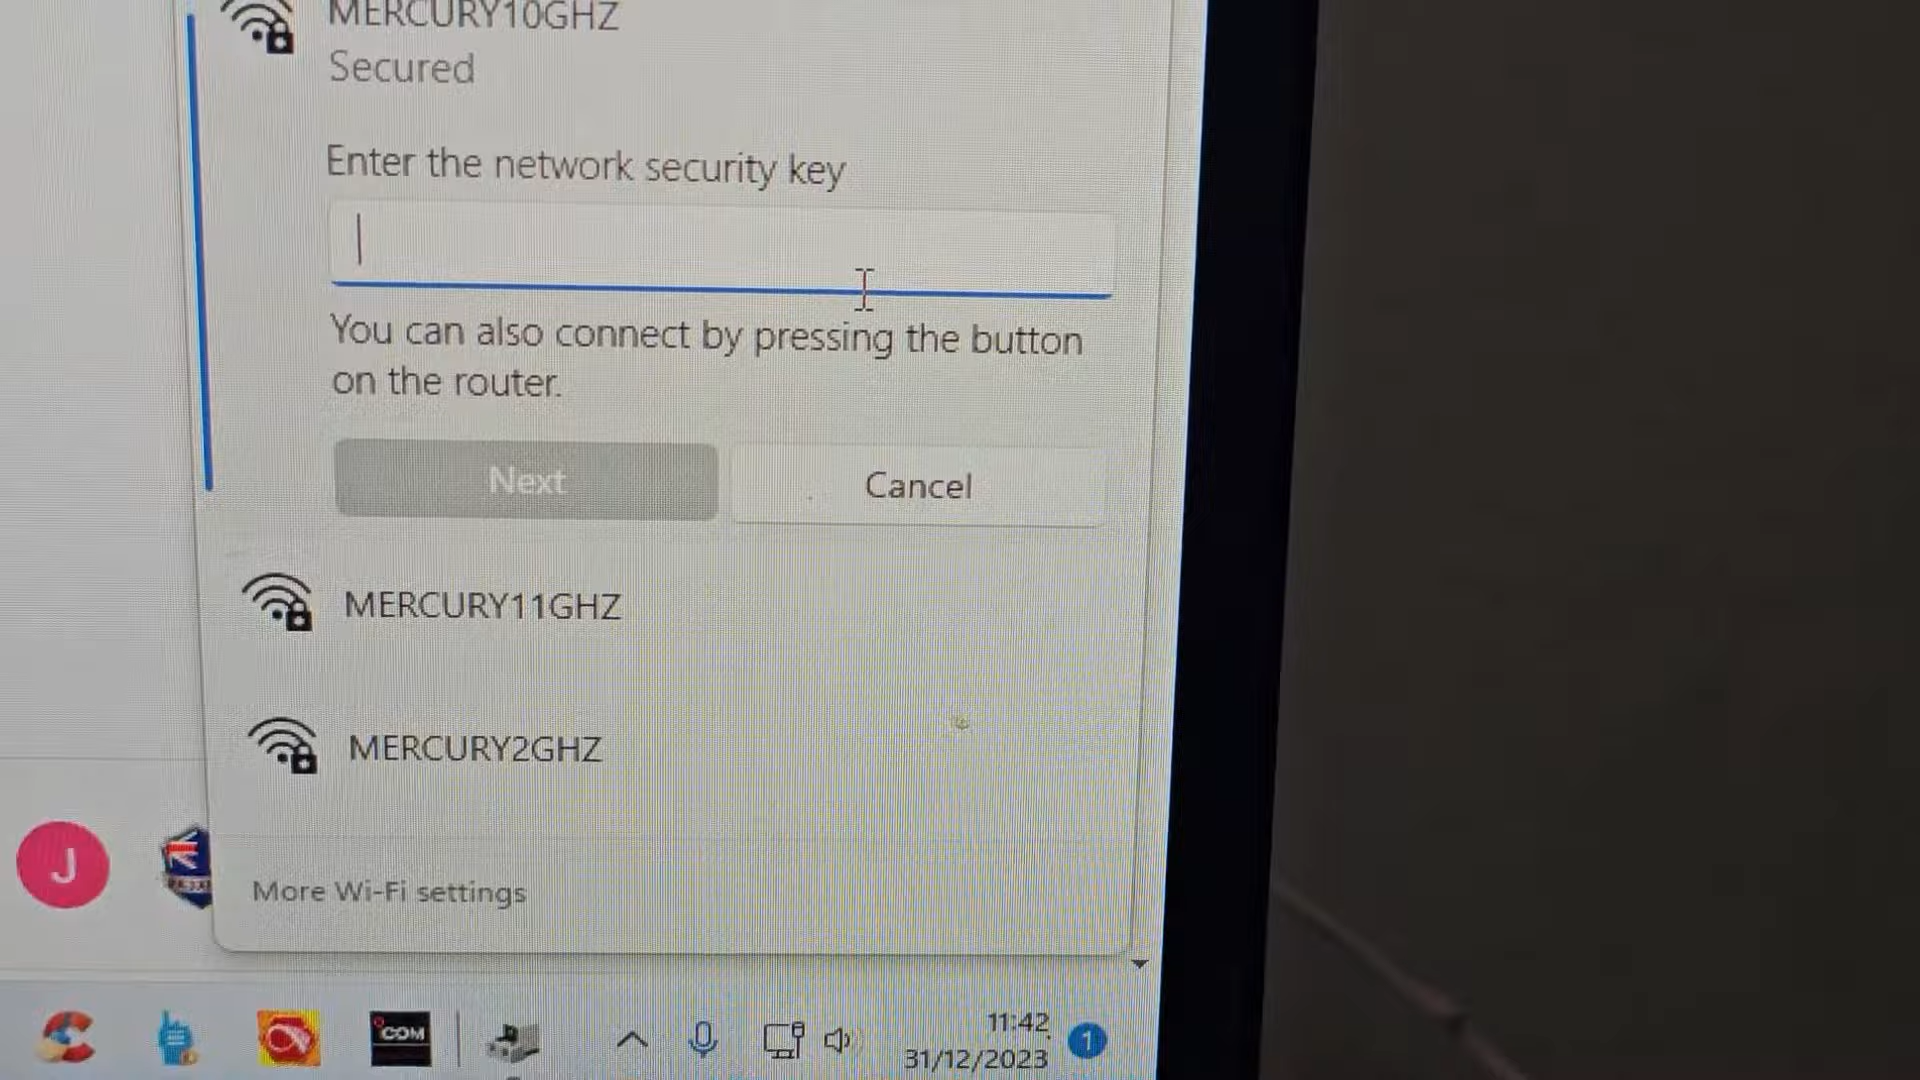 MERCURY10GHZ
Secured
Enter the network security key
You can also connect by pressing the button
on the router.
Next
Cancel
MERCURY11GHZ
MERCURY2GHZ
J
More Wi-Fi settings
COM
11:42
31/12/2023
1